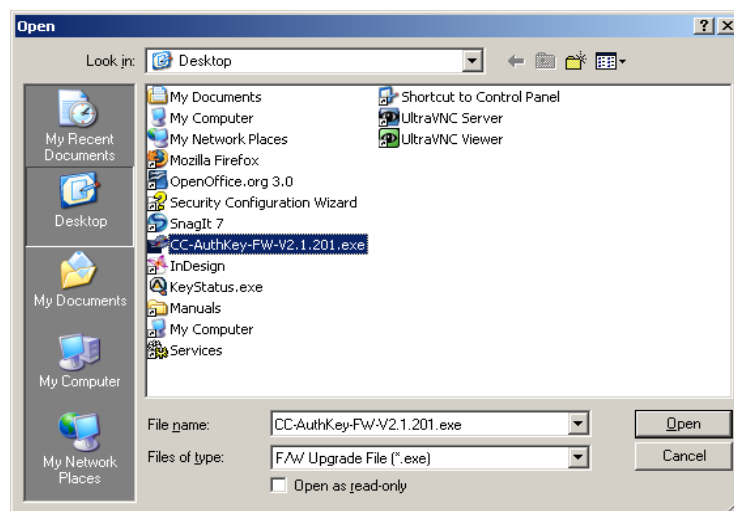 Open
Look in:
Desktop
My Recent
Documents
Desktop
My Documents
My Computer
My Network
Places
My Documents
My Computer
My Network Places
Mozilla Firefox
OpenOffice.org 3.0
Security Configuration Wizard
SnagIt 7
CC-AuthKey-FW-V2.1.201.exe
InDesign
KeyStatus.exe
Manuals
My Computer
Services
Shortcut to Control Panel
UltraVNC Server
UltraVNC Viewer
File name:
CC-AuthKey-FW-V2.1.201.exe
Open
Files of type:
F/W Upgrade File (*.exe)
Cancel
Open as read-only